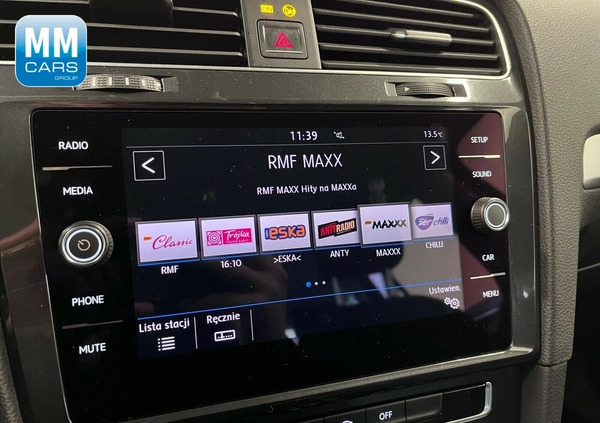 MM
CARS
GROUP
RADIO
MEDIA
PHONE
MUTE
11:39
13.5°C
RMF MAXX
RMF MAXX Hity na MAXXa
Classic
Trójka
ESKA
ANTYRADIO
MAXXX
chilli
RMF
16:10
>ESKA<
ANTY
MAXXX
CHILLI
Ustawien.
Lista stacji
Ręcznie
SETUP
SOUND
CAR
MENU
OFF